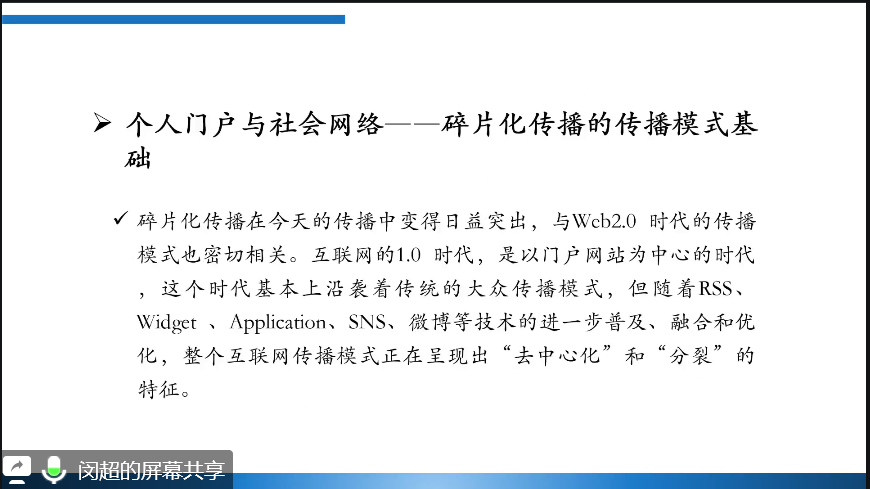 ➢ 个人门户与社会网络——碎片化传播的传播模式基
础
✓ 碎片化传播在今天的传播中变得日益突出，与Web2.0 时代的传播
模式也密切相关。互联网的1.0 时代，是以门户网站为中心的时代
，这个时代基本上沿袭着传统的大众传播模式，但随着RSS、
Widget 、Application、SNS、微博等技术的进一步普及、融合和优
化，整个互联网传播模式正在呈现出“去中心化”和“分裂”的
特征。
闵超的屏幕共享